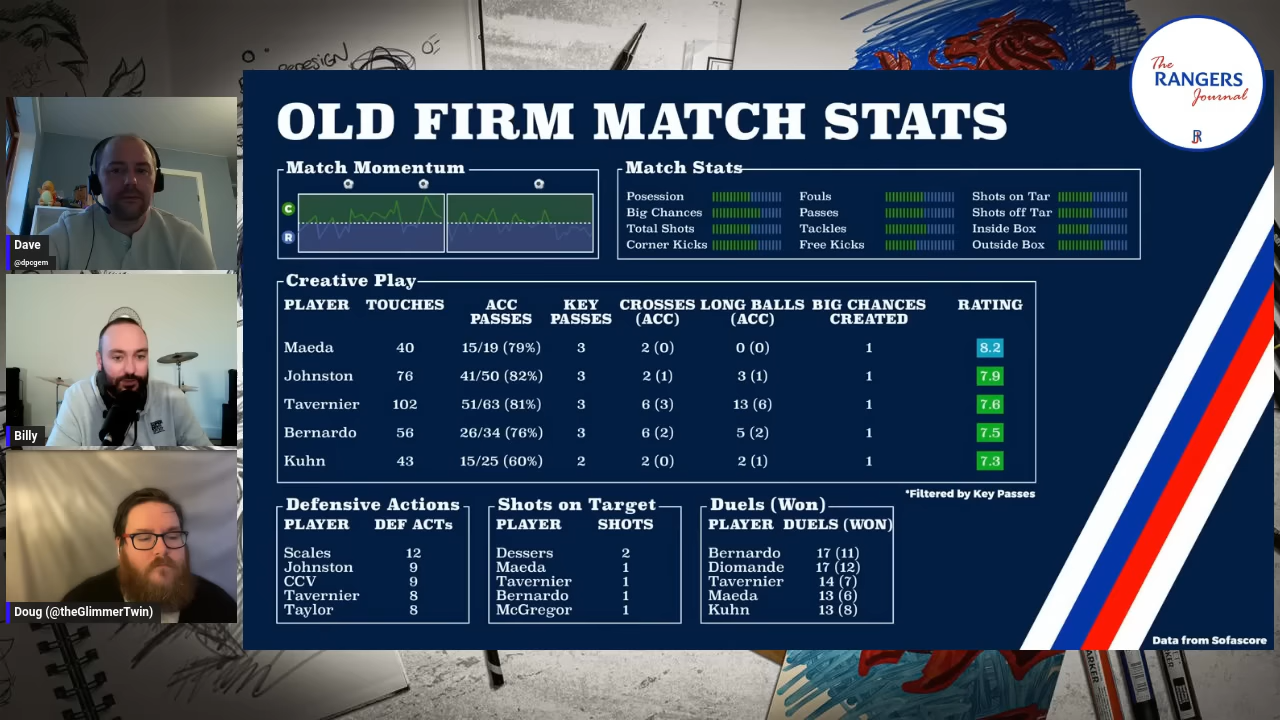 REDESIGN
The
RANGERS
Journal
OLD FIRM MATCH STATS
Match Momentum
C
R
Match Stats
Posession Fouls Shots on Tar
Big Chances Passes Shots off Tar
Total Shots Tackles Inside Box
Corner Kicks Free Kicks Outside Box
Creative Play
PLAYER TOUCHES ACC PASSES KEY PASSES CROSSES (ACC) LONG BALLS (ACC) BIG CHANCES CREATED RATING
Maeda 40 15/19 (79%) 3 2 (0) 0 (0) 1 8.2
Johnston 76 41/50 (82%) 3 2 (1) 3 (1) 1 7.9
Tavernier 102 51/63 (81%) 3 6 (3) 13 (6) 1 7.6
Bernardo 56 26/34 (76%) 3 6 (2) 5 (2) 1 7.5
Kuhn 43 15/25 (60%) 2 2 (0) 2 (1) 1 7.3
*Filtered by Key Passes
Defensive Actions
PLAYER DEF ACTs
Scales 12
Johnston 9
CCV 9
Tavernier 8
Taylor 8
Shots on Target
PLAYER SHOTS
Dessers 2
Maeda 1
Tavernier 1
Bernardo 1
McGregor 1
Duels (Won)
PLAYER DUELS (WON)
Bernardo 17 (11)
Diomande 17 (12)
Tavernier 14 (7)
Maeda 13 (6)
Kuhn 13 (8)
Data from Sofascore
Dave
@dpcgem
Billy
Doug (@theGlimmerTwin)